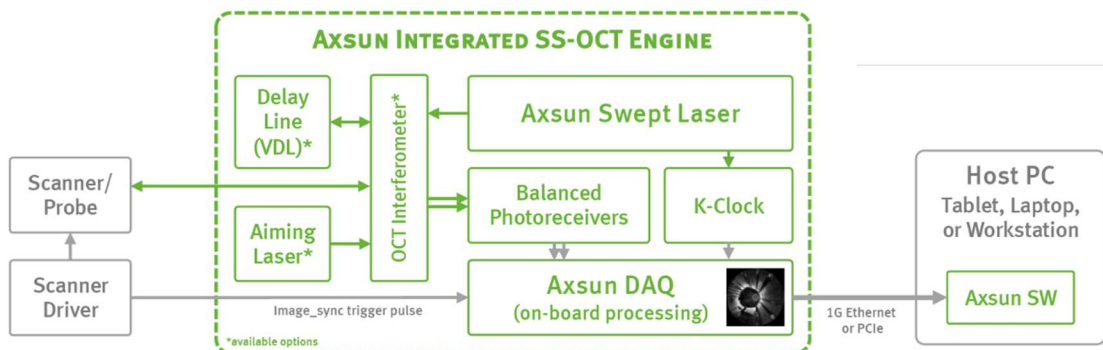 AXSUN INTEGRATED SS-OCT ENGINE
Delay
Line
(VDL)*
OCT Interferometer*
Axsun Swept Laser
Scanner/
Probe
Balanced
Photoreceivers
K-Clock
Host PC
Tablet, Laptop,
or Workstation
Aiming
Laser*
Scanner
Driver
Image_sync trigger pulse
Axsun DAQ
(on-board processing)
1G Ethernet
or PCIe
Axsun SW
*available options